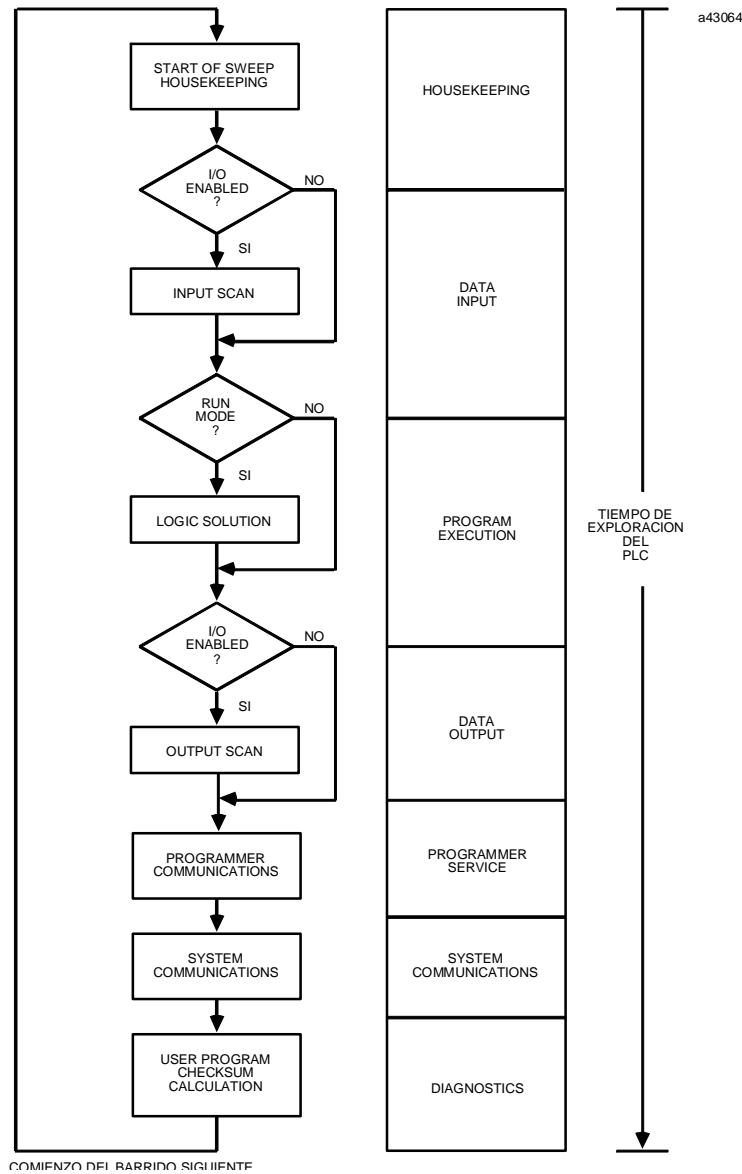 a43064
START OF SWEEP
HOUSEKEEPING
I/O
ENABLED
?
NO
SI
INPUT SCAN
RUN
MODE
?
NO
SI
LOGIC SOLUTION
I/O
ENABLED
?
NO
SI
OUTPUT SCAN
PROGRAMMER
COMMUNICATIONS
SYSTEM
COMMUNICATIONS
USER PROGRAM
CHECKSUM
CALCULATION
COMIENZO DEL BARRIDO SIGUIENTE
HOUSEKEEPING
DATA
INPUT
PROGRAM
EXECUTION
DATA
OUTPUT
PROGRAMMER
SERVICE
SYSTEM
COMMUNICATIONS
DIAGNOSTICS
TIEMPO DE
EXPLORACION
DEL
PLC